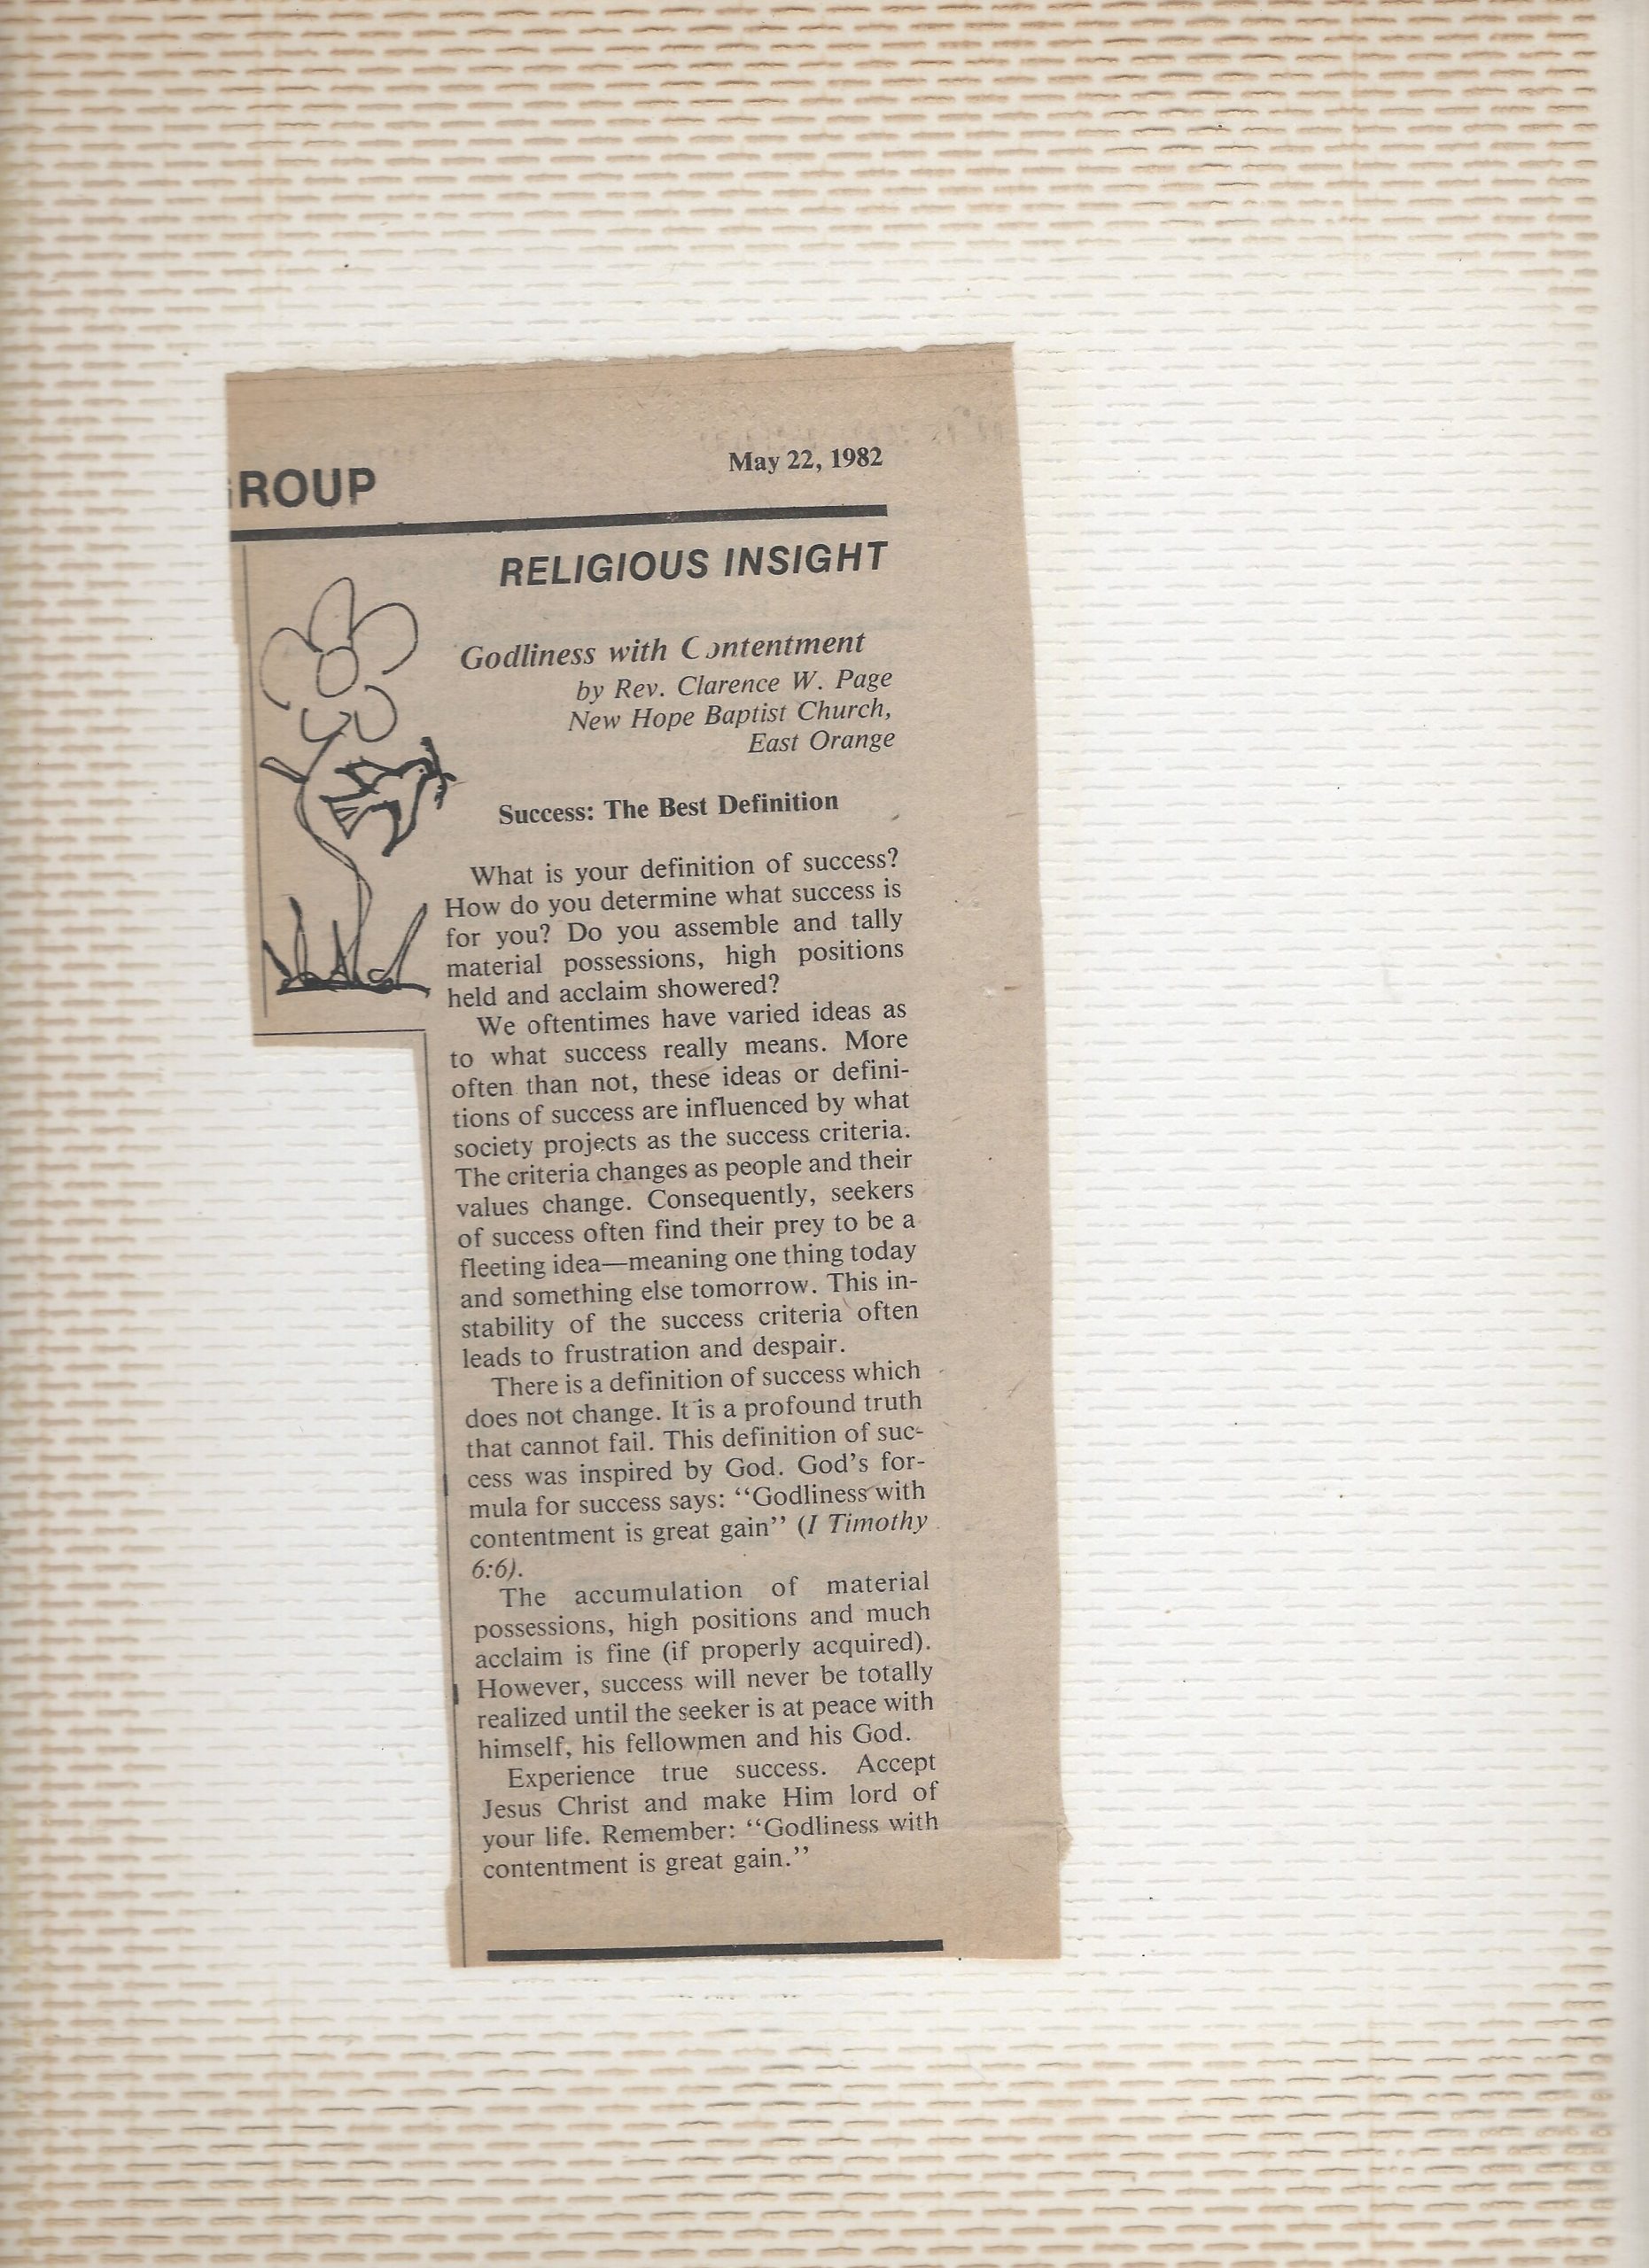 ROUP
May 22, 1982
RELIGIOUS INSIGHT
Godliness with Contentment
by Rev. Clarence W. Page
New Hope Baptist Church,
East Orange
Success: The Best Definition
What is your definition of success?
How do you determine what success is
for you? Do you assemble and tally
material possessions, high positions
held and acclaim showered?
We oftentimes have varied ideas as
to what success really means. More
often than not, these ideas or defini-
tions of success are influenced by what
society projects as the success criteria.
The criteria changes as people and their
values change. Consequently, seekers
of success often find their prey to be a
fleeting idea—meaning one thing today
and something else tomorrow. This in-
stability of the success criteria often
leads to frustration and despair.
There is a definition of success which
does not change. It is a profound truth
that cannot fail. This definition of suc-
cess was inspired by God. God's for-
mula for success says: ‘‘Godliness with
contentment is great gain’’ (I Timothy
6:6).
The accumulation of material
possessions, high positions and much
acclaim is fine (if properly acquired).
However, success will never be totally
realized until the seeker is at peace with
himself, his fellowmen and his God.
Experience true success. Accept
Jesus Christ and make Him lord of
your life. Remember: ‘‘Godliness with
contentment is great gain.’’